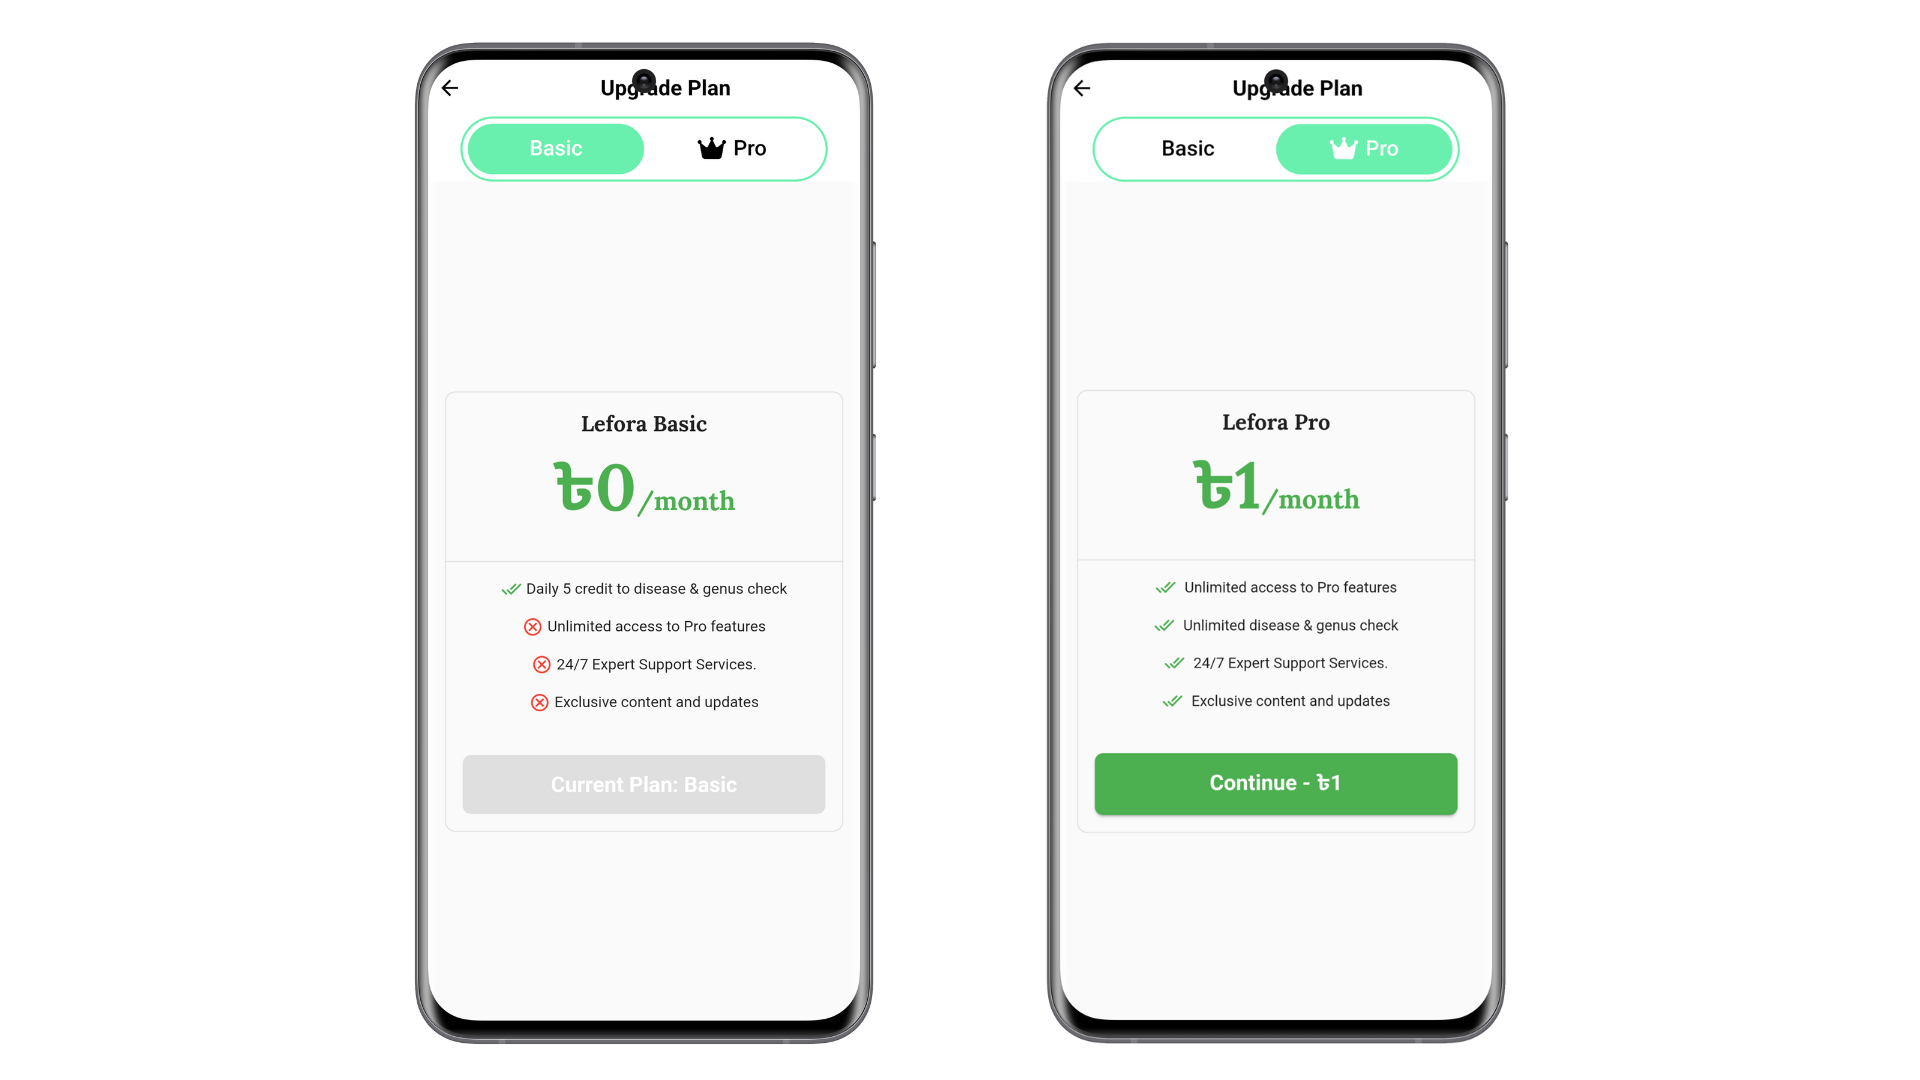 Upgrade Plan
Basic
Pro
Lefora Basic
৳0/month
Daily 5 credit to disease & genus check
Unlimited access to Pro features
24/7 Expert Support Services.
Exclusive content and updates
Current Plan: Basic
Upgrade Plan
Basic
Pro
Lefora Pro
৳1/month
Unlimited access to Pro features
Unlimited disease & genus check
24/7 Expert Support Services.
Exclusive content and updates
Continue - ৳1